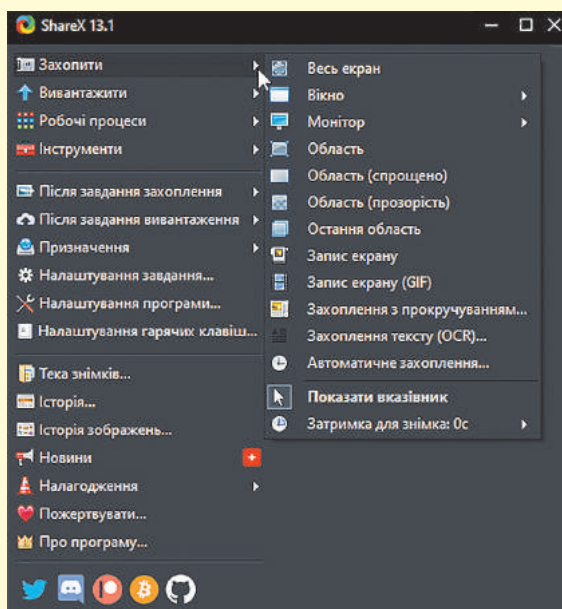 ShareX 13.1
Захопити
Вивантажити
Робочі процеси
Інструменти
Після завдання захоплення
Після завдання вивантаження
Призначення
Налаштування завдання...
Налаштування програми...
Налаштування гарячих клавіш...
Тека знімків...
Історія...
Історія зображень...
Новини
Налагодження
Пожертвувати...
Про програму...
Весь екран
Вікно
Монітор
Область
Область (спрощено)
Область (прозорість)
Остання область
Запис екрану
Запис екрану (GIF)
Захоплення з прокручуванням...
Захоплення тексту (OCR)...
Автоматичне захоплення...
Показати вказівник
Затримка для знімка: 0с